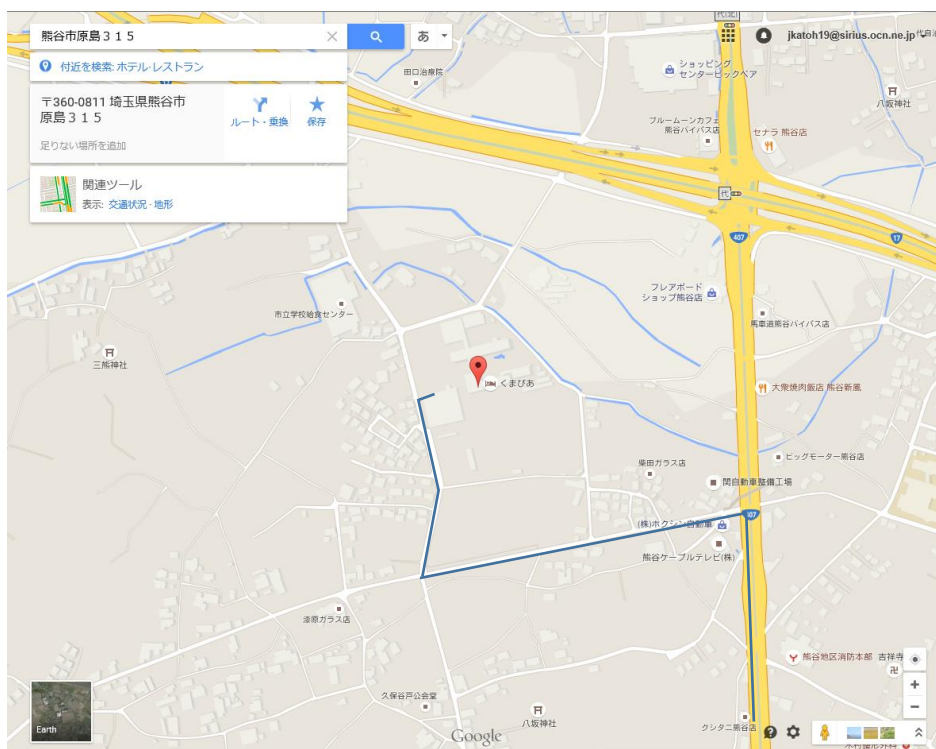 熊谷市原島３１５
あ
jkatoh19@sirius.ocn.ne.jp
付近を検索: ホテル・レストラン
〒360-0811 埼玉県熊谷市
原島３１５
ルート・乗換
保存
足りない場所を追加
関連ツール
表示: 交通状況 · 地形
田口治療院
ショッピング
センタービックベア
八坂神社
ブルームーンカフェ
熊谷バイパス店
セナラ 熊谷店
代
407
17
フレアボード
ショップ熊谷店
馬車道熊谷バイパス店
市立学校給食センター
三熊神社
くまぴあ
大衆焼肉飯店 熊谷新風
柴田ガラス店
ビッグモーター熊谷店
関自動車整備工場
(株)ホクシン自動車
407
熊谷ケーブルテレビ(株)
漆原ガラス店
熊谷地区消防本部
吉祥寺
久保谷戸公会堂
八坂神社
クシタニ熊谷店
Earth
Google